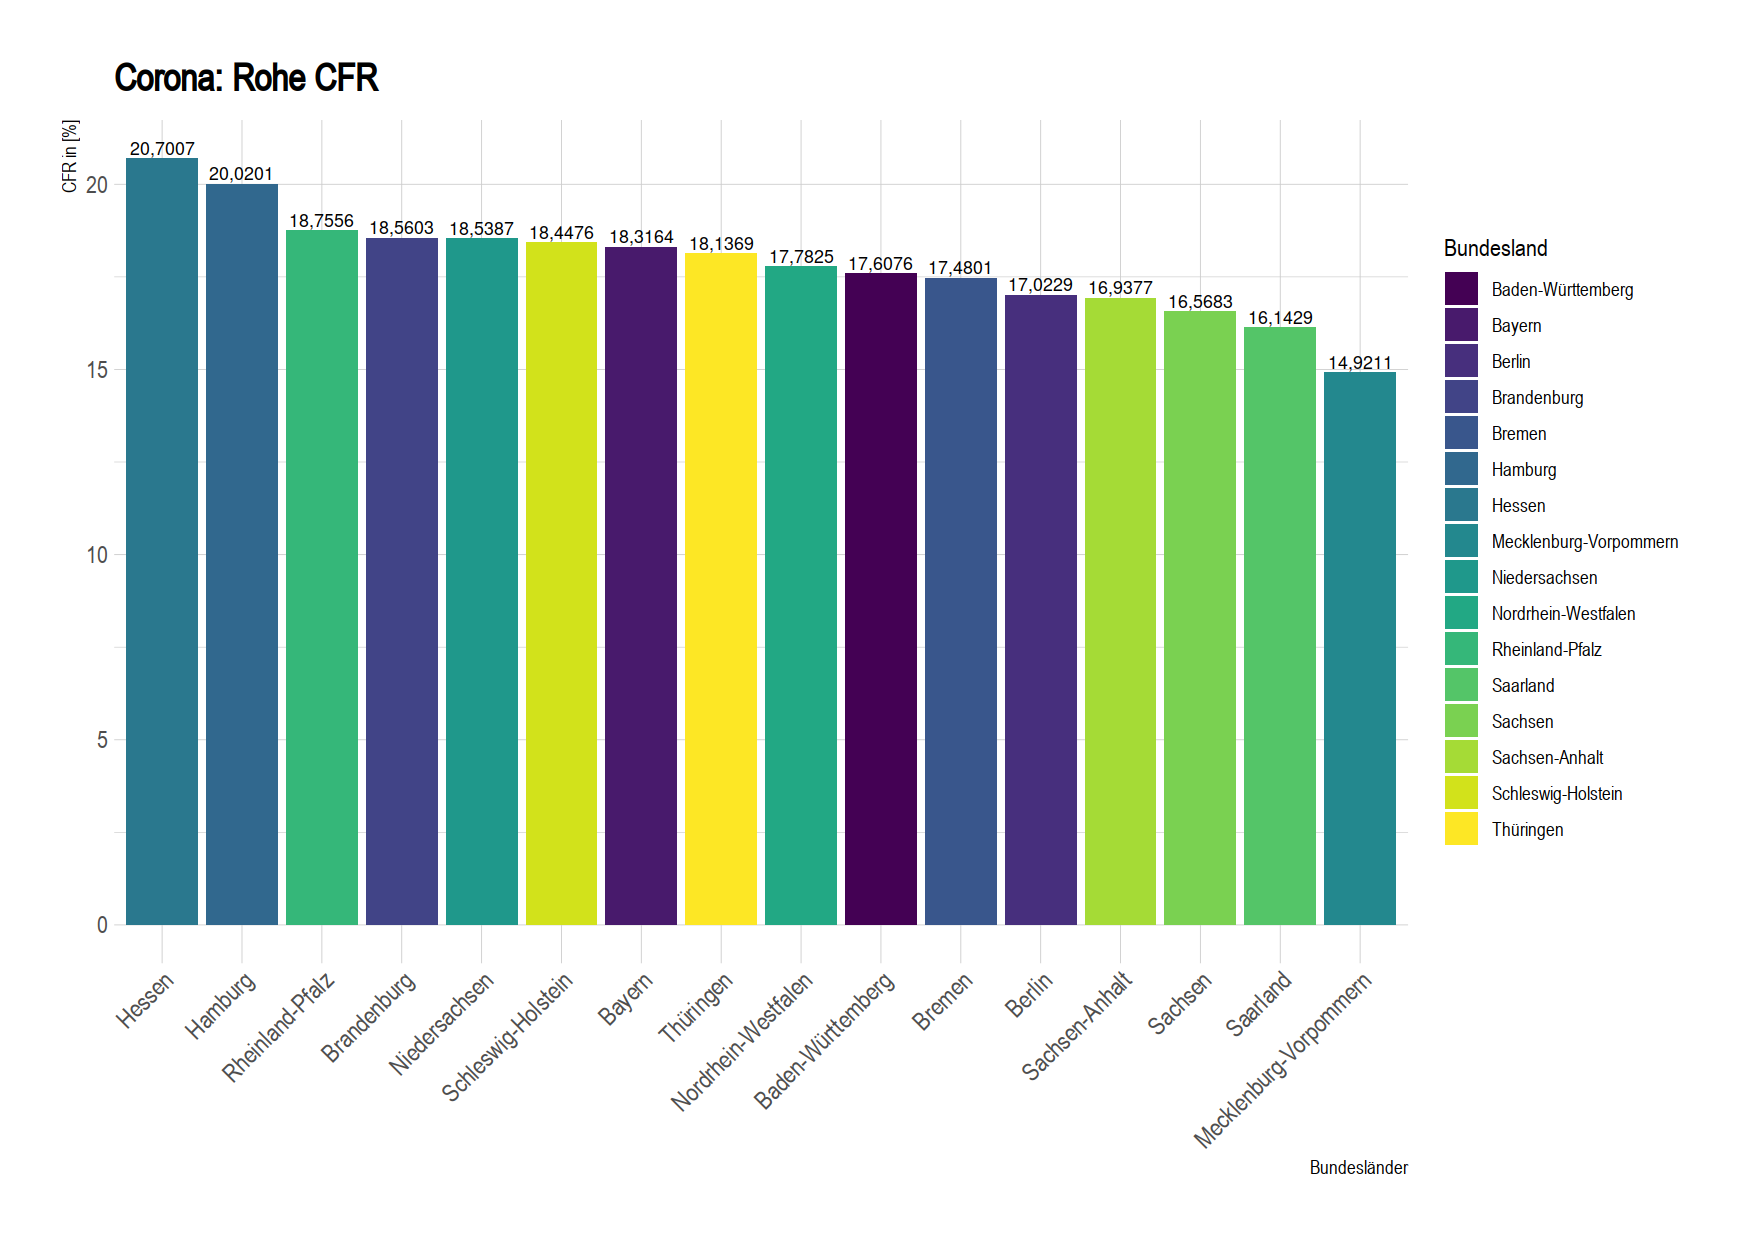 Corona: Rohe CFR
CFR in [%]
20,7007
20,0201
18,7556
18,5603
18,5387
18,4476
18,3164
18,1369
17,7825
17,6076
17,4801
17,0229
16,9377
16,5683
16,1429
14,9211
20
15
10
5
0
Hessen
Hamburg
Rheinland-Pfalz
Brandenburg
Niedersachsen
Schleswig-Holstein
Bayern
Thüringen
Nordrhein-Westfalen
Baden-Württemberg
Bremen
Berlin
Sachsen-Anhalt
Sachsen
Saarland
Mecklenburg-Vorpommern
Bundesländer
Bundesland
Baden-Württemberg
Bayern
Berlin
Brandenburg
Bremen
Hamburg
Hessen
Mecklenburg-Vorpommern
Niedersachsen
Nordrhein-Westfalen
Rheinland-Pfalz
Saarland
Sachsen
Sachsen-Anhalt
Schleswig-Holstein
Thüringen